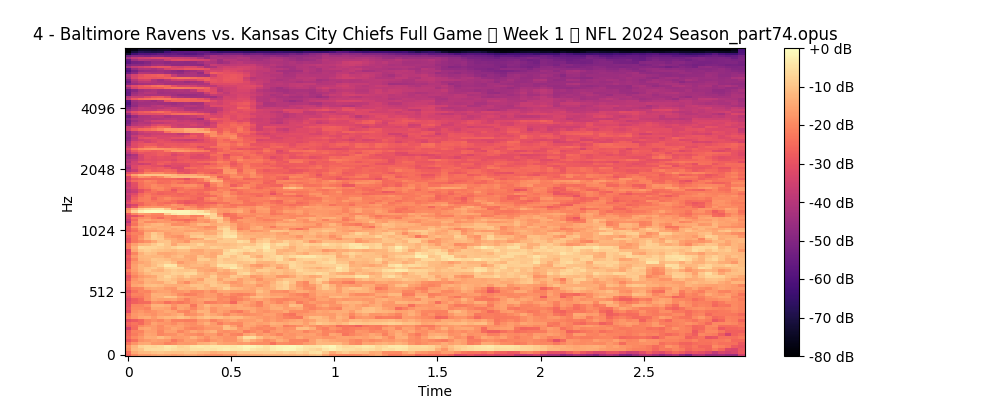 4 - Baltimore Ravens vs. Kansas City Chiefs Full Game ▯ Week 1 ▯ NFL 2024 Season_part74.opus
+0 dB
4096
-10 dB
-20 dB
2048
-30 dB
Hz
1024
-40 dB
-50 dB
512
-60 dB
-70 dB
0
-80 dB
0
0.5
1
1.5
2
2.5
Time